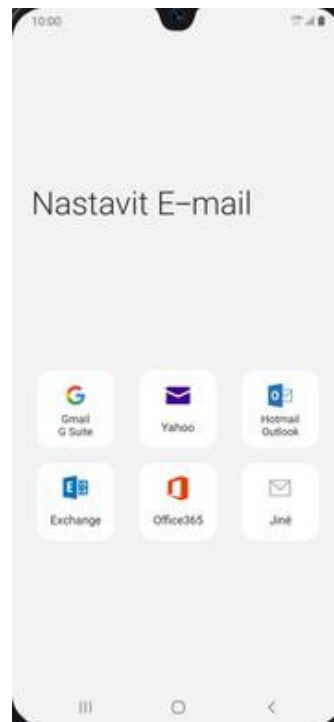 10:00
Nastavit E-mail
Gmail
G Suite
Yahoo
Hotmail
Outlook
Exchange
Office365
Jiné